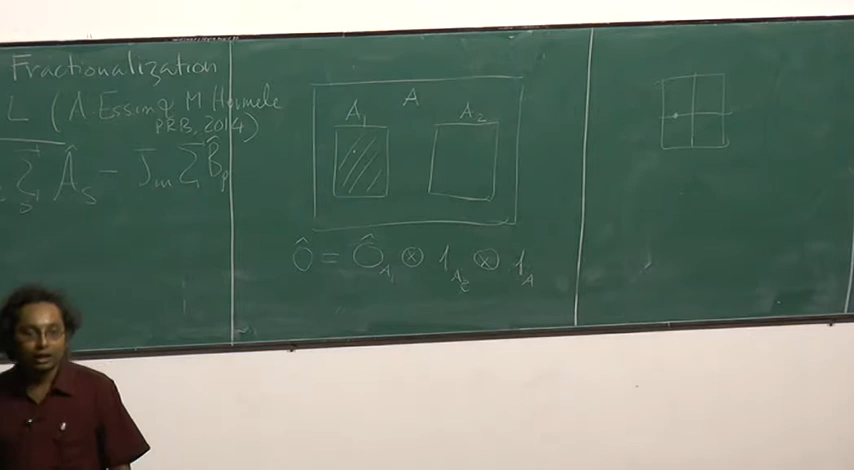 Fractionalization
L ( A. Essin & M Hermele
PRB, 2014)
∑ Â_s - J_m ∑ B̂_p
s
A
A_1 A_2
Ô = Ô_{A_1} ⊗ 1_{A_2} ⊗ 1_A